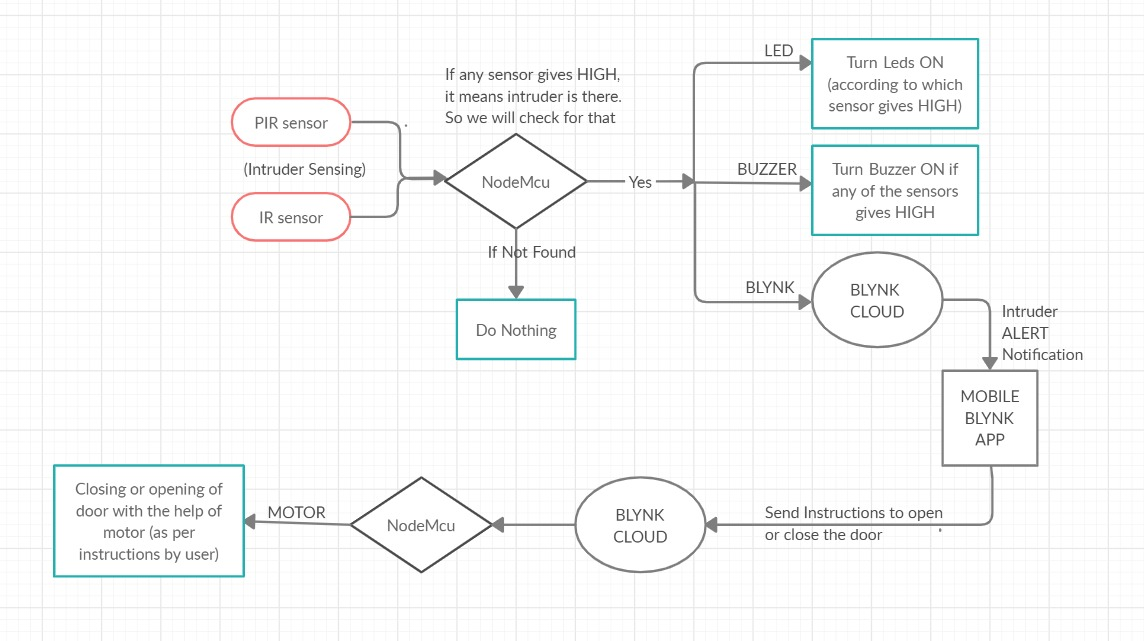 LED
Turn Leds ON
(according to which
sensor gives HIGH)
If any sensor gives HIGH,
it means intruder is there.
So we will check for that
PIR sensor
(Intruder Sensing)
IR sensor
NodeMcu
Yes
BUZZER
Turn Buzzer ON if
any of the sensors
gives HIGH
If Not Found
Do Nothing
BLYNK
BLYNK
CLOUD
Intruder
ALERT
Notification
MOBILE
BLYNK
APP
Send Instructions to open
or close the door
BLYNK
CLOUD
NodeMcu
MOTOR
Closing or opening of
door with the help of
motor (as per
instructions by user)